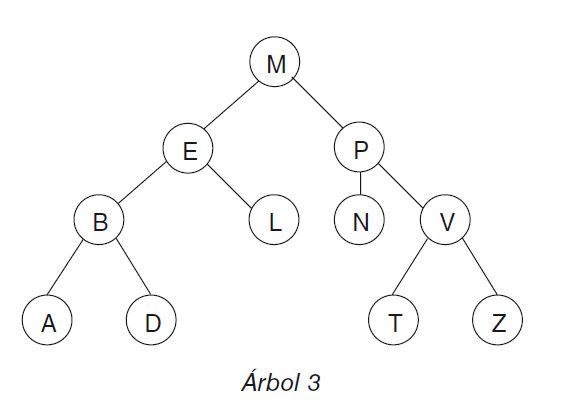 M
E P
B L N V
A D T Z
Árbol 3